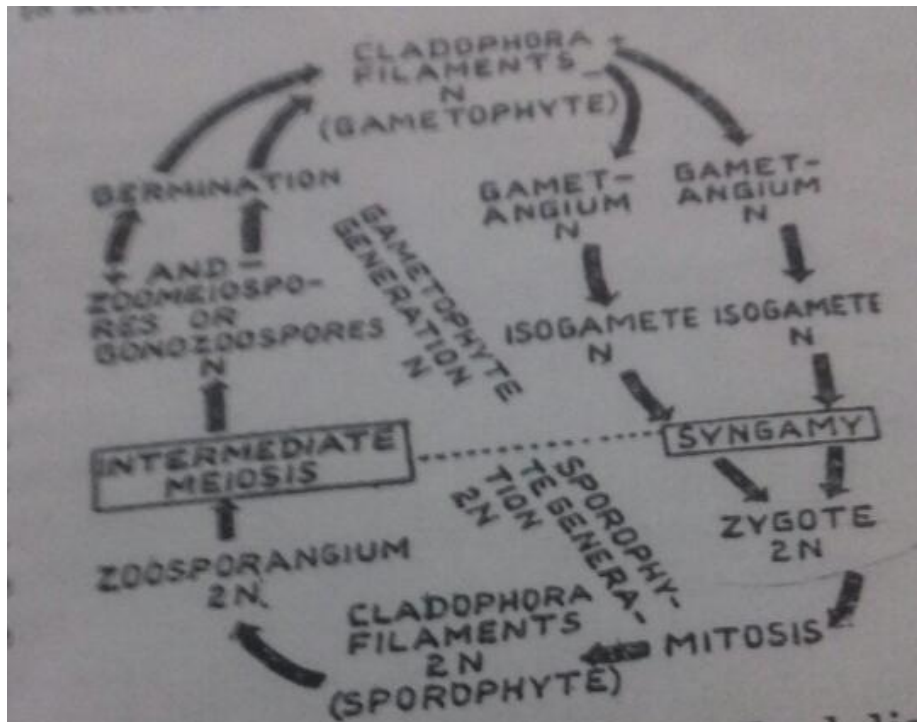 CLADOPHORA +
FILAMENTS -
N
(GAMETOPHYTE)
GAMET-
ANGIUM
N
GAMET-
ANGIUM
N
ISOGAMETE
N
ISOGAMETE
N
SYNGAMY
ZYGOTE
2N
MITOSIS
CLADOPHORA
FILAMENTS
2N
(SPOROPHYTE)
ZOOSPORANGIUM
2N.
INTERMEDIATE
MEIOSIS
+ AND -
ZOOMEIOSPO-
RES OR
GONOZOOSPORES
N
GERMINATION
GAMETOPHYTE
GENERATION
N
SPOROPHY-
TE GENERA-
TION
2N